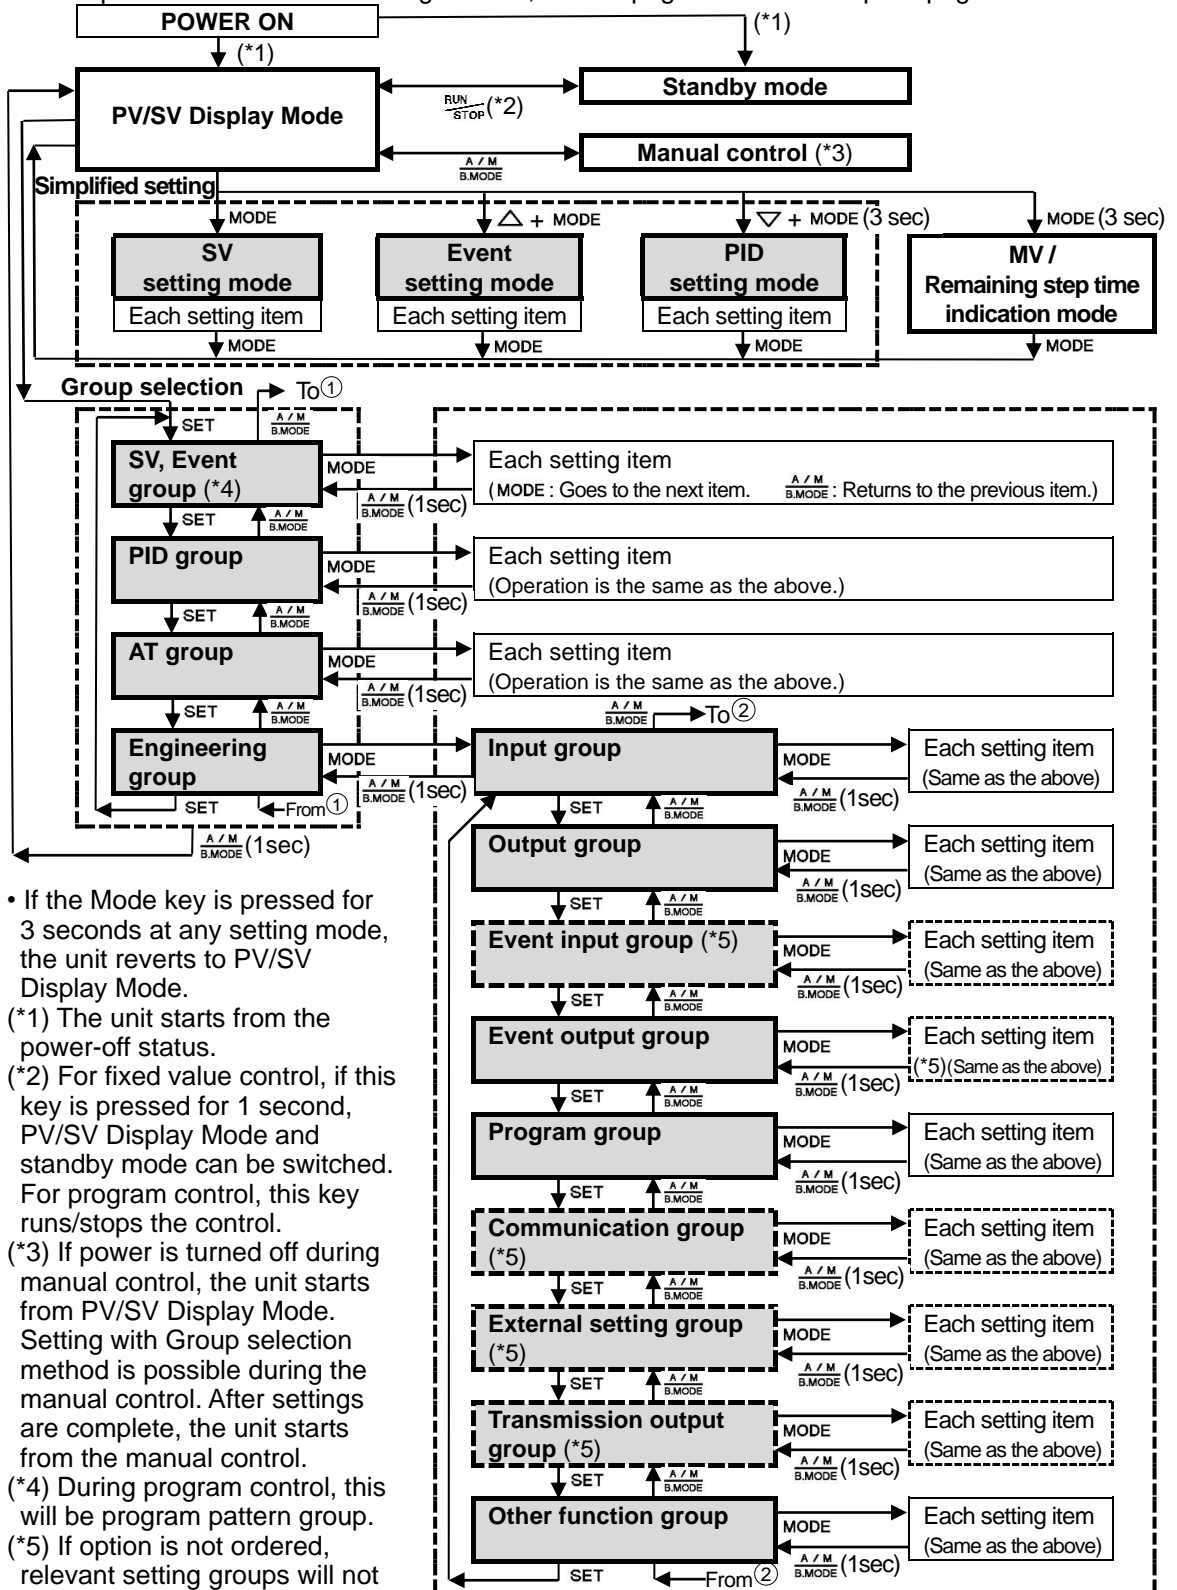 POWER ON
(*1)
(*1)
PV/SV Display Mode
Standby mode
RUN
STOP (*2)
Manual control (*3)
A / M
B.MODE
Simplified setting
MODE
△ + MODE
▽ + MODE (3 sec)
MODE (3 sec)
SV
setting mode
Each setting item
MODE
Event
setting mode
Each setting item
MODE
PID
setting mode
Each setting item
MODE
MV /
Remaining step time
indication mode
MODE
Group selection
To①
SET
A / M
B.MODE
SV, Event
group (*4)
MODE
A / M
B.MODE (1sec)
Each setting item
(MODE : Goes to the next item. A / M
B.MODE : Returns to the previous item.)
SET
A / M
B.MODE
PID group
MODE
A / M
B.MODE (1sec)
Each setting item
(Operation is the same as the above.)
SET
A / M
B.MODE
AT group
MODE
A / M
B.MODE (1sec)
Each setting item
(Operation is the same as the above.)
SET
A / M
B.MODE
A / M
B.MODE
To②
Engineering
group
MODE
A / M
B.MODE (1sec)
SET
From①
A / M
B.MODE (1sec)
Input group
MODE
A / M
B.MODE (1sec)
Each setting item
(Same as the above)
SET
A / M
B.MODE
Output group
MODE
A / M
B.MODE (1sec)
Each setting item
(Same as the above)
SET
A / M
B.MODE
Event input group (*5)
MODE
A / M
B.MODE (1sec)
Each setting item
(Same as the above)
SET
A / M
B.MODE
Event output group
MODE
A / M
B.MODE (1sec)
Each setting item
(*5)(Same as the above)
SET
A / M
B.MODE
Program group
MODE
A / M
B.MODE (1sec)
Each setting item
(Same as the above)
SET
A / M
B.MODE
Communication group
(*5)
MODE
A / M
B.MODE (1sec)
Each setting item
(Same as the above)
SET
A / M
B.MODE
External setting group
(*5)
MODE
A / M
B.MODE (1sec)
Each setting item
(Same as the above)
SET
A / M
B.MODE
Transmission output
group (*5)
MODE
A / M
B.MODE (1sec)
Each setting item
(Same as the above)
SET
A / M
B.MODE
Other function group
MODE
A / M
B.MODE (1sec)
Each setting item
(Same as the above)
SET
From②
• If the Mode key is pressed for
3 seconds at any setting mode,
the unit reverts to PV/SV
Display Mode.
(*1) The unit starts from the
power-off status.
(*2) For fixed value control, if this
key is pressed for 1 second,
PV/SV Display Mode and
standby mode can be switched.
For program control, this key
runs/stops the control.
(*3) If power is turned off during
manual control, the unit starts
from PV/SV Display Mode.
Setting with Group selection
method is possible during the
manual control. After settings
are complete, the unit starts
from the manual control.
(*4) During program control, this
will be program pattern group.
(*5) If option is not ordered,
relevant setting groups will not